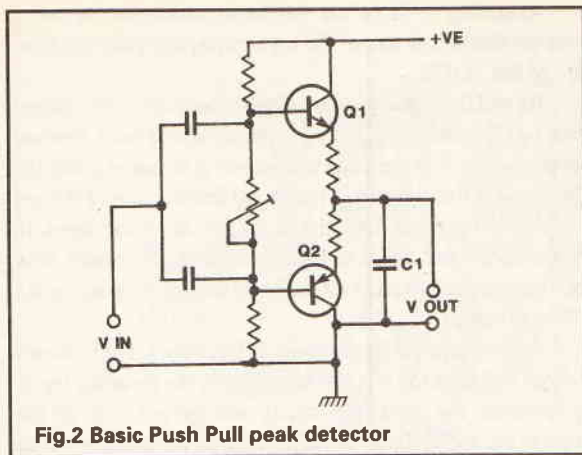 +VE
Q1
Q2
C1
V IN
V OUT
Fig.2 Basic Push Pull peak detector